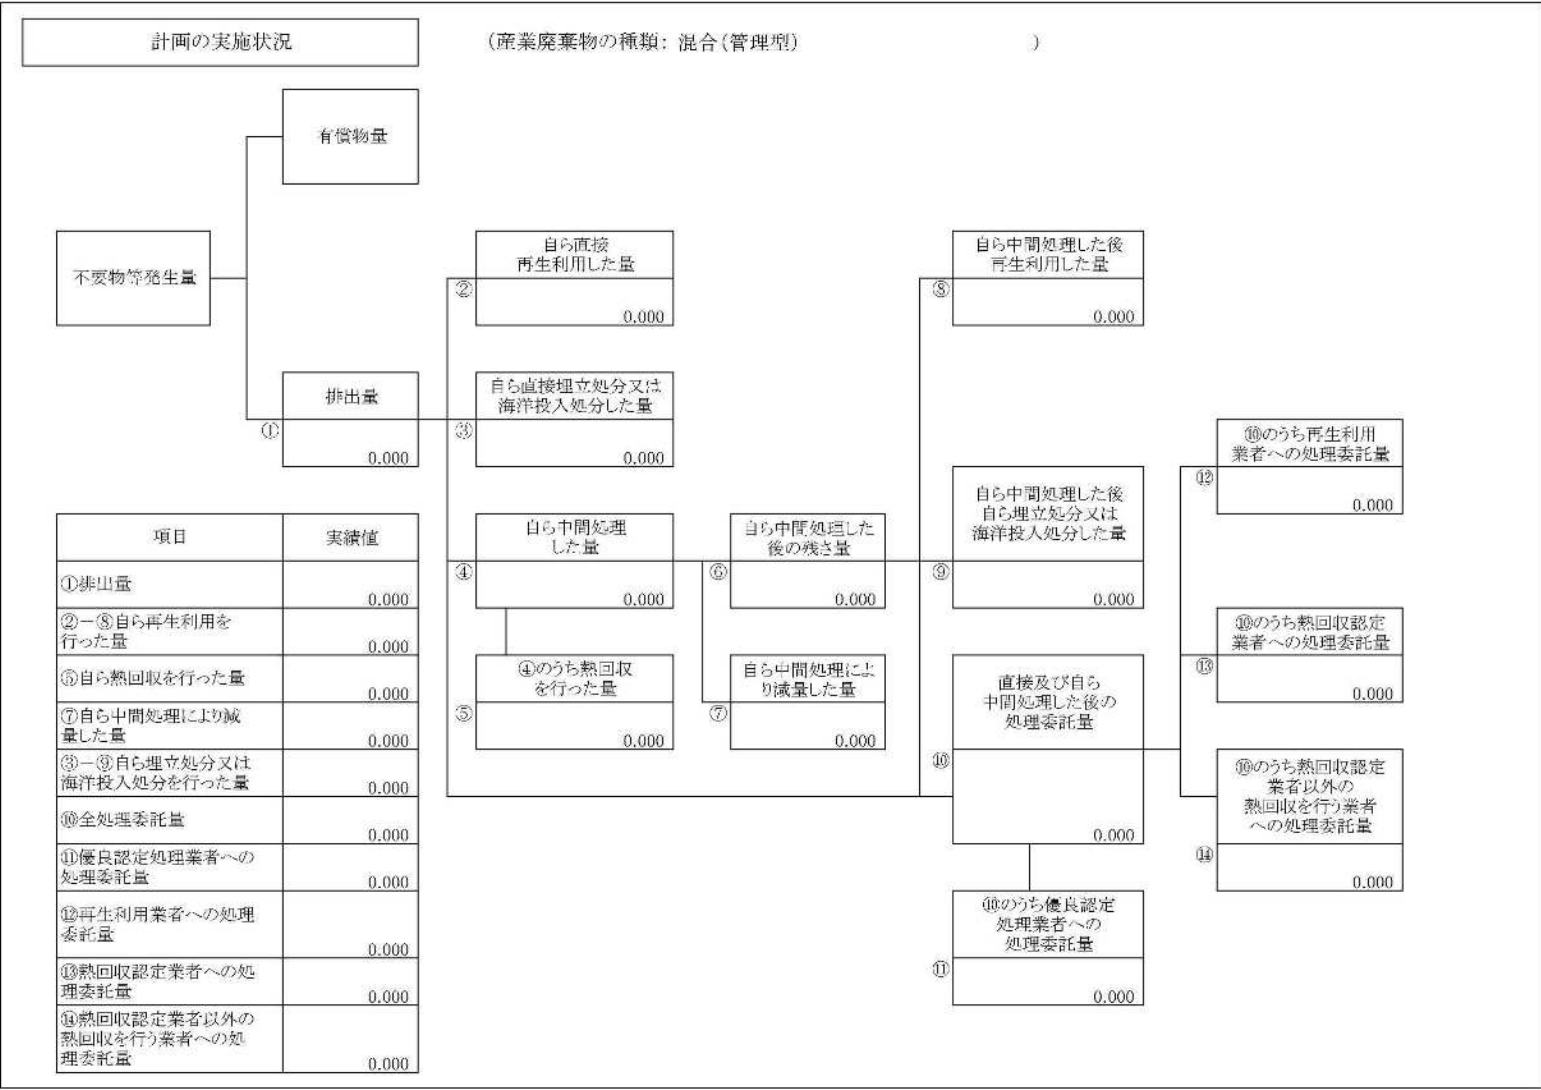 計画の実施状況
（産業廃棄物の種類： 混合(管理型)　　　　　　　）
有償物量
不要物等発生量
自ら直接
再生利用した量
②
0.000
自ら中間処理した後
再生利用した量
⑧
0.000
排出量
①
0.000
自ら直接埋立処分又は
海洋投入処分した量
③
0.000
⑩のうち再生利用
業者への処理委託量
⑫
0.000
自ら中間処理
した量
④
0.000
自ら中間処理した
後の残さ量
⑥
0.000
自ら中間処理した後
自ら埋立処分又は
海洋投入処分した量
⑨
0.000
⑩のうち熱回収認定
業者への処理委託量
⑬
0.000
④のうち熱回収
を行った量
⑤
0.000
自ら中間処理によ
り減量した量
⑦
0.000
直接及び自ら
中間処理した後の
処理委託量
⑩
0.000
⑩のうち熱回収認定
業者以外の
熱回収を行う業者
への処理委託量
⑭
0.000
⑩のうち優良認定
処理業者への
処理委託量
⑪
0.000
項目
実績値
①排出量
0.000
②－⑧自ら再生利用を
行った量
0.000
⑤自ら熱回収を行った量
0.000
⑦自ら中間処理により減
量した量
0.000
③－⑨自ら埋立処分又は
海洋投入処分を行った量
0.000
⑩全処理委託量
0.000
⑪優良認定処理業者への
処理委託量
0.000
⑫再生利用業者への処理
委託量
0.000
⑬熱回収認定業者への処
理委託量
0.000
⑭熱回収認定業者以外の
熱回収を行う業者への処
理委託量
0.000